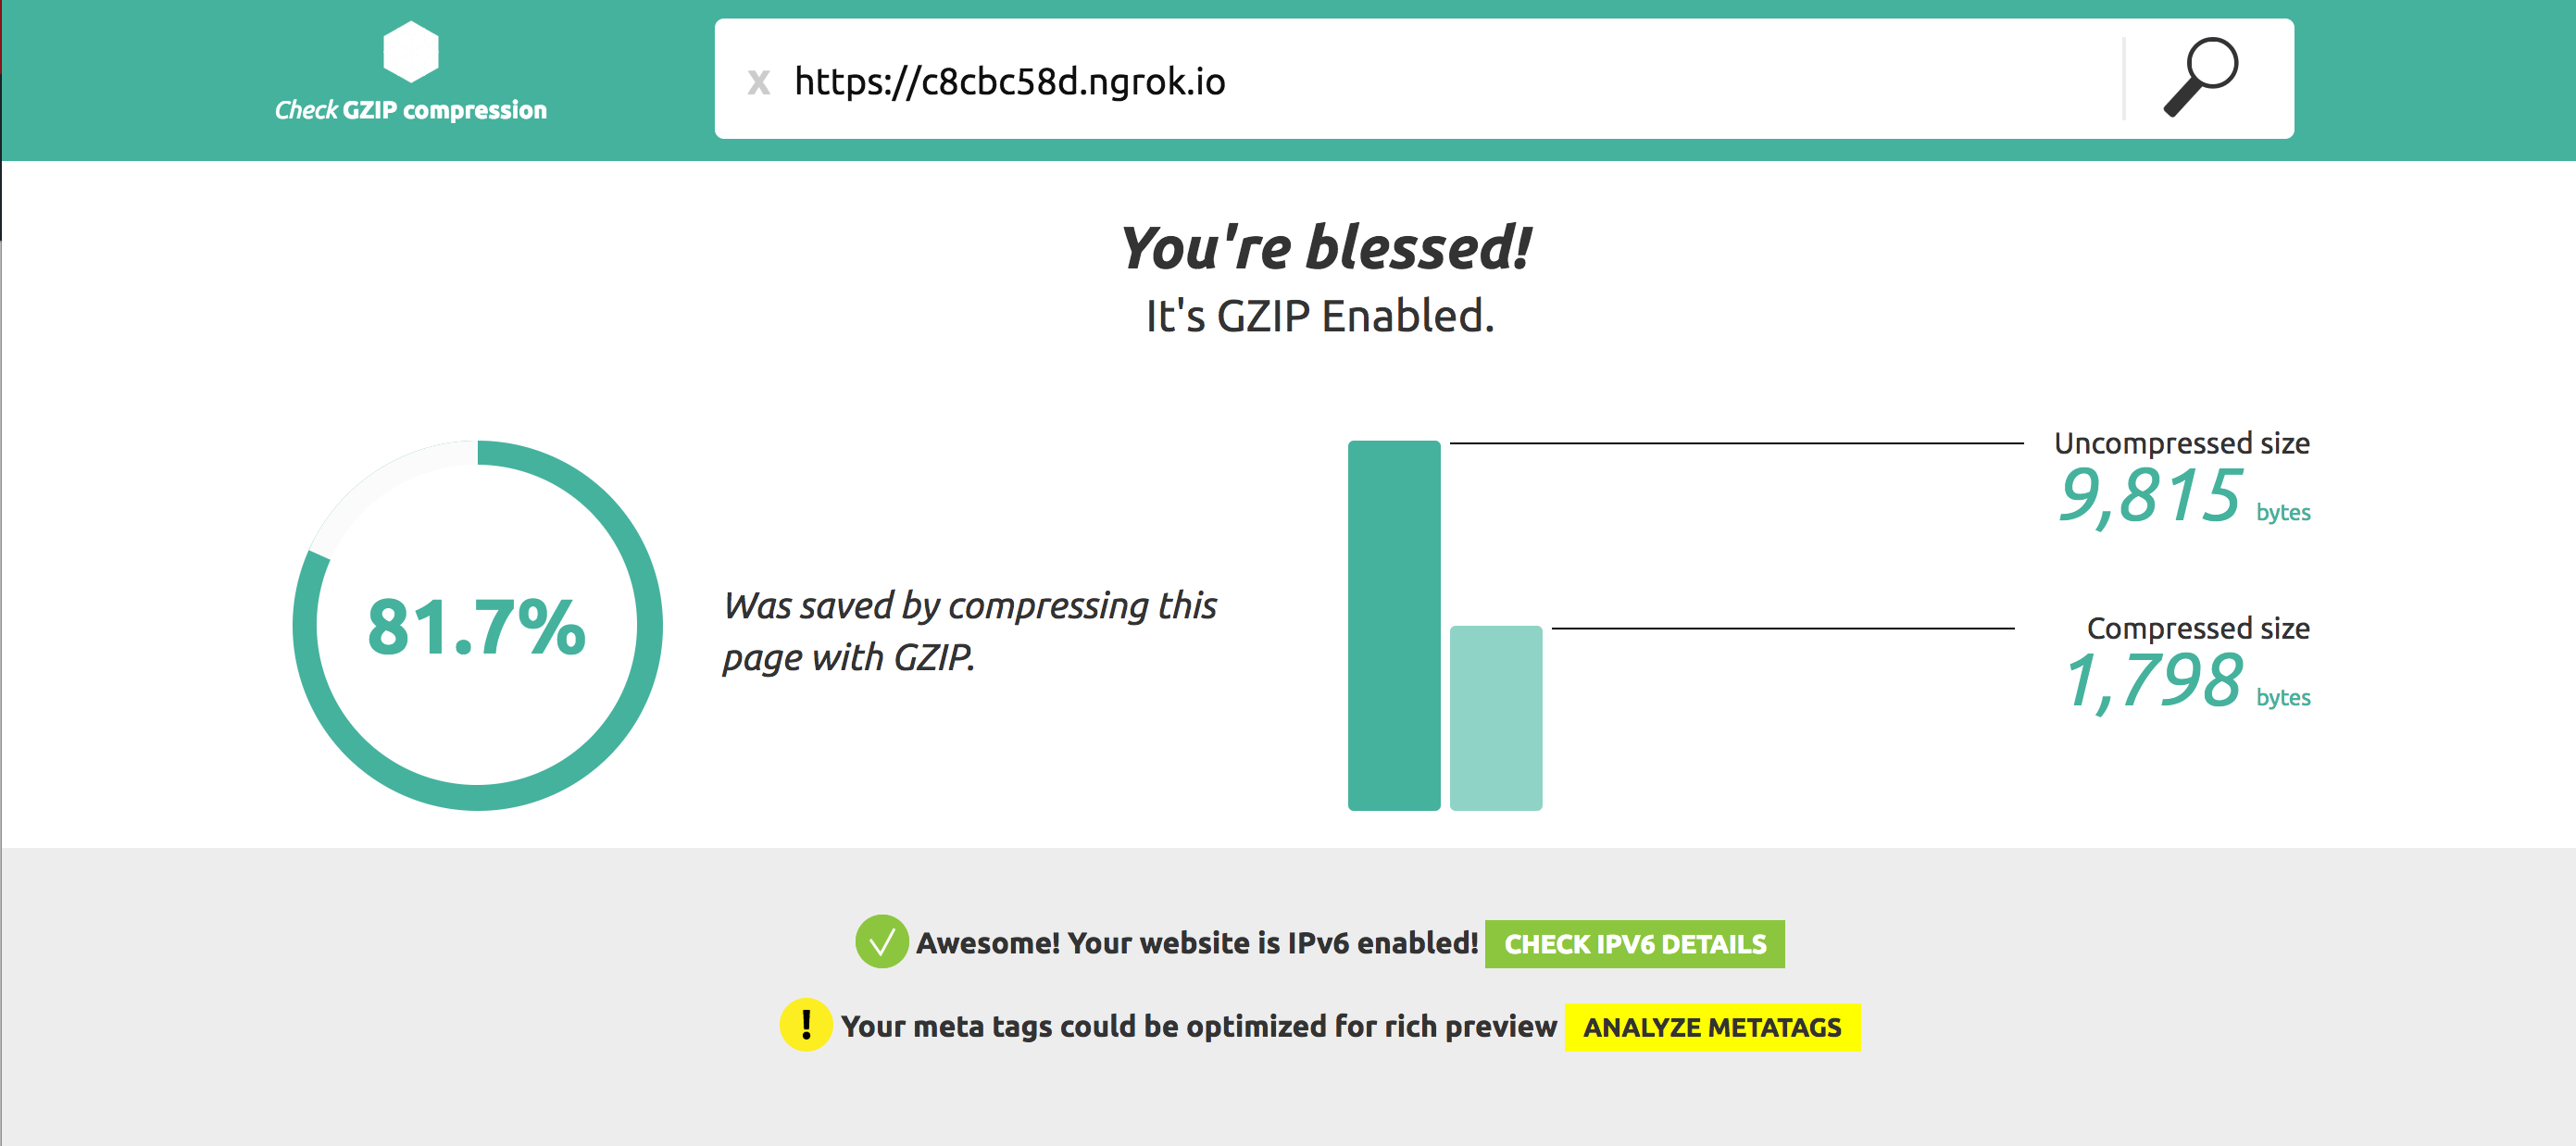 Check GZIP compression
x https://c8cbc58d.ngrok.io
You're blessed!
It's GZIP Enabled.
81.7%
Was saved by compressing this
page with GZIP.
Uncompressed size
9,815 bytes
Compressed size
1,798 bytes
Awesome! Your website is IPv6 enabled! CHECK IPV6 DETAILS
! Your meta tags could be optimized for rich preview ANALYZE METATAGS